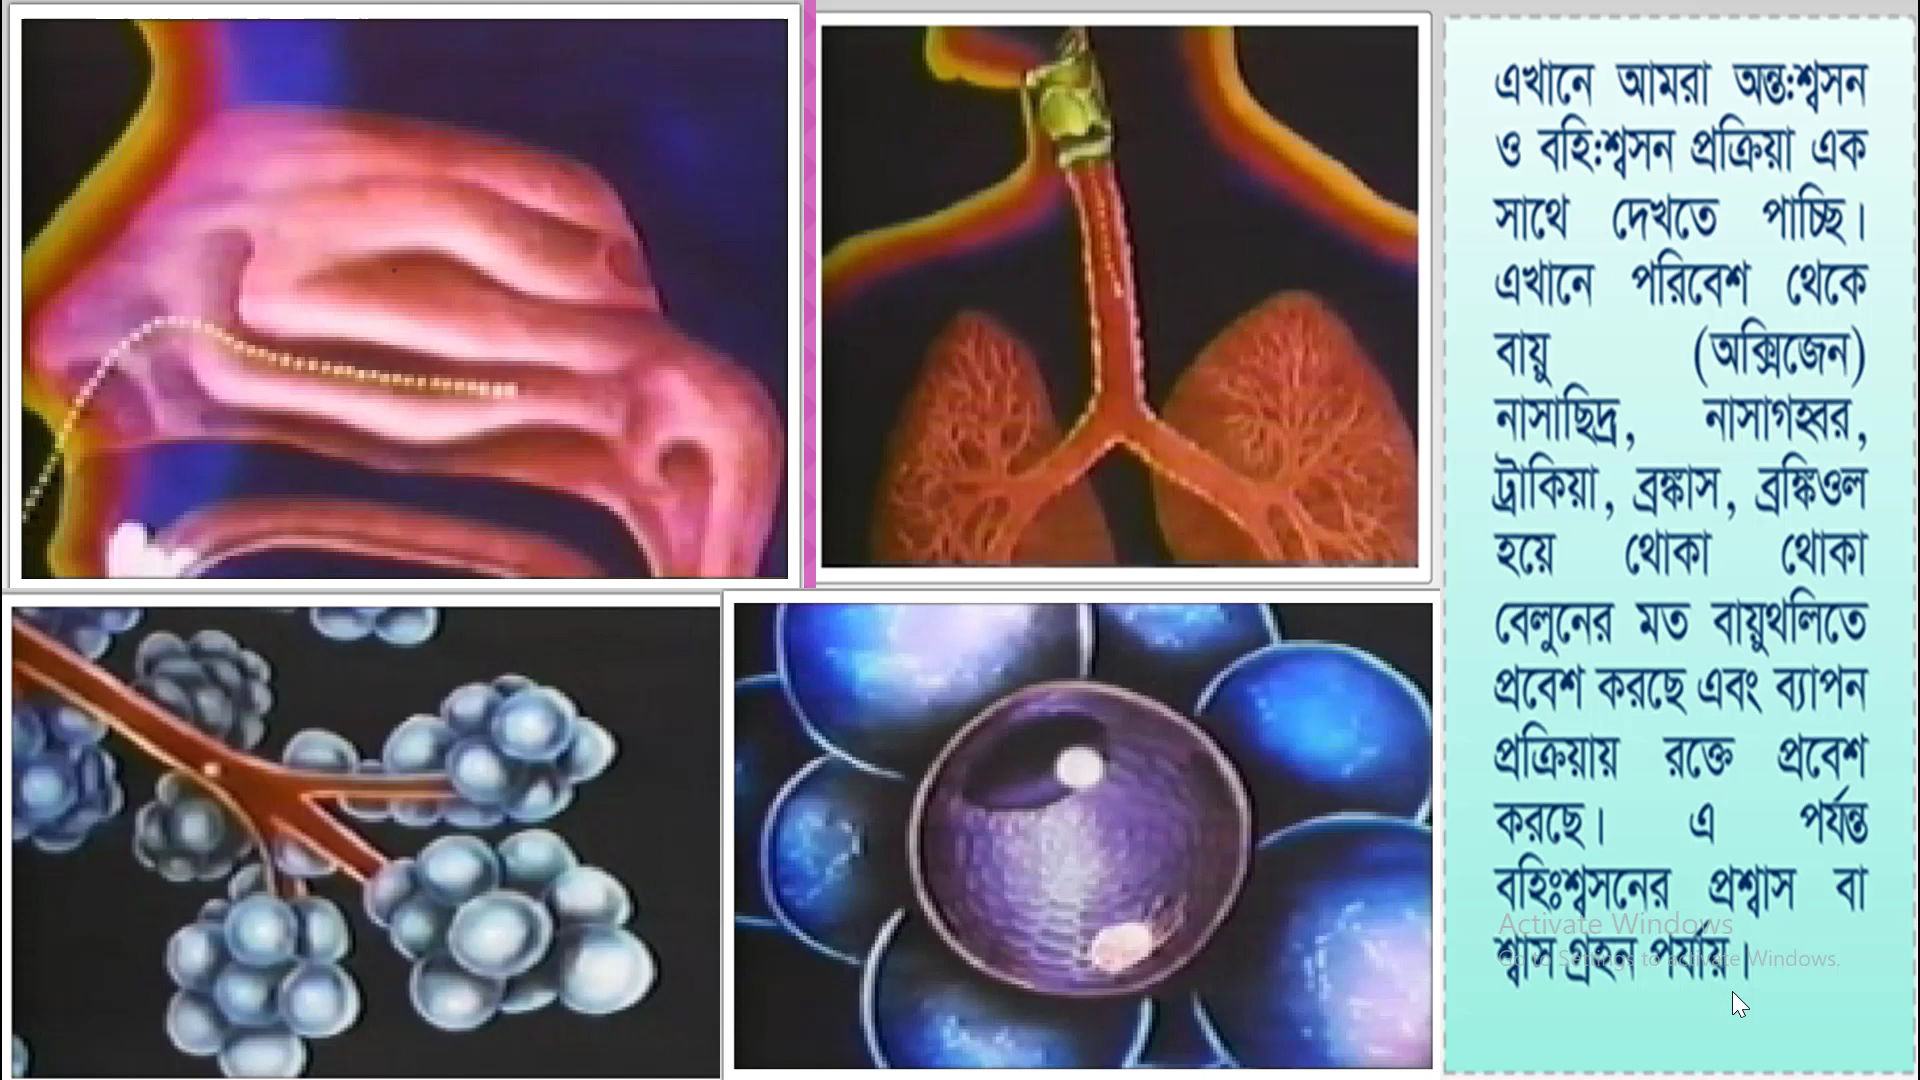 এখানে আমরা অন্ত:শ্বসন
ও বহি:শ্বসন প্রক্রিয়া এক
সাথে দেখতে পাচ্ছি।
এখানে পরিবেশ থেকে
বায়ু (অক্সিজেন)
নাসাছিদ্র, নাসাগহ্বর,
ট্রাকিয়া, ব্রঙ্কাস, ব্রঙ্কিওল
হয়ে থোকা থোকা
বেলুনের মত বায়ুথলিতে
প্রবেশ করছে এবং ব্যাপন
প্রক্রিয়ায় রক্তে প্রবেশ
করছে। এ পর্যন্ত
বহিঃশ্বসনের প্রশ্বাস বা
Activate Windows
শ্বাস গ্রহন পর্যায়।
Go to Settings to activate Windows.